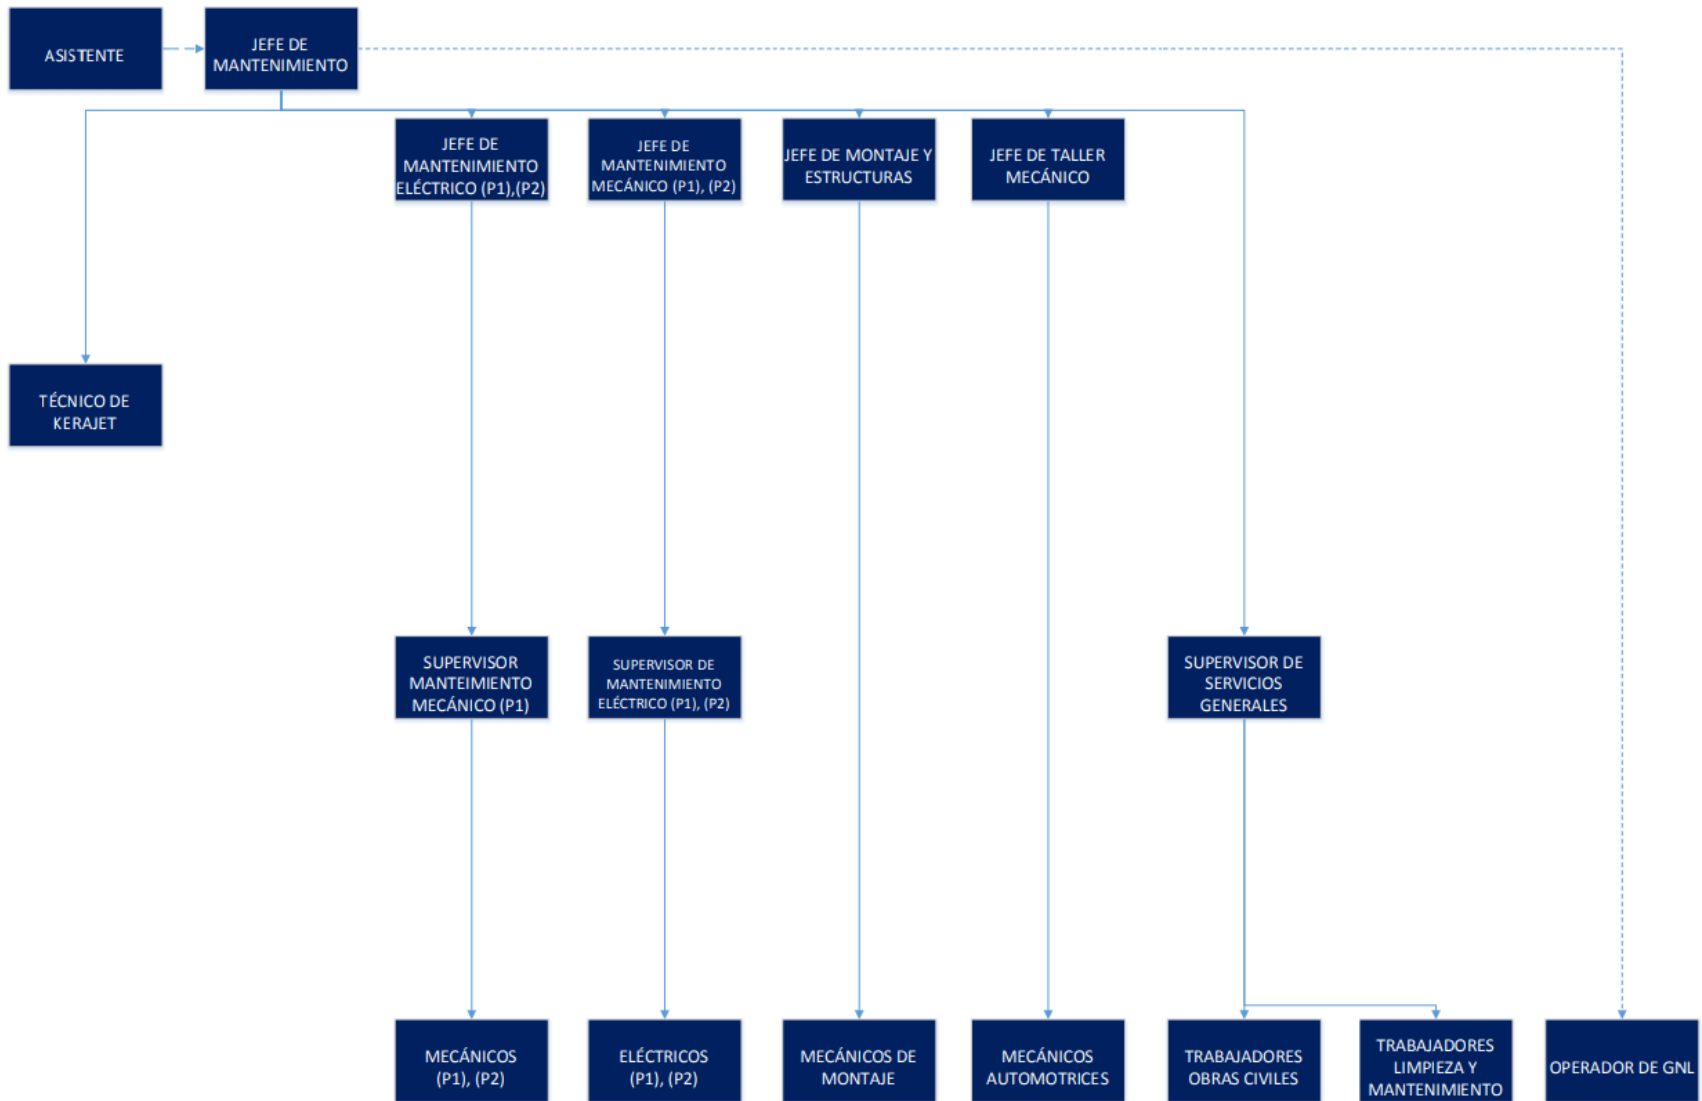 ASISTENTE
JEFE DE
MANTENIMIENTO
JEFE DE
MANTENIMIENTO
ELÉCTRICO (P1),(P2)
JEFE DE
MANTENIMIENTO
MECÁNICO (P1), (P2)
JEFE DE MONTAJE Y
ESTRUCTURAS
JEFE DE TALLER
MECÁNICO
TÉCNICO DE
KERAJET
SUPERVISOR
MANTEIMIENTO
MECÁNICO (P1)
SUPERVISOR DE
MANTENIMIENTO
ELÉCTRICO (P1), (P2)
SUPERVISOR DE
SERVICIOS
GENERALES
MECÁNICOS
(P1), (P2)
ELÉCTRICOS
(P1), (P2)
MECÁNICOS DE
MONTAJE
MECÁNICOS
AUTOMOTRICES
TRABAJADORES
OBRAS CIVILES
TRABAJADORES
LIMPIEZA Y
MANTENIMIENTO
OPERADOR DE GNL